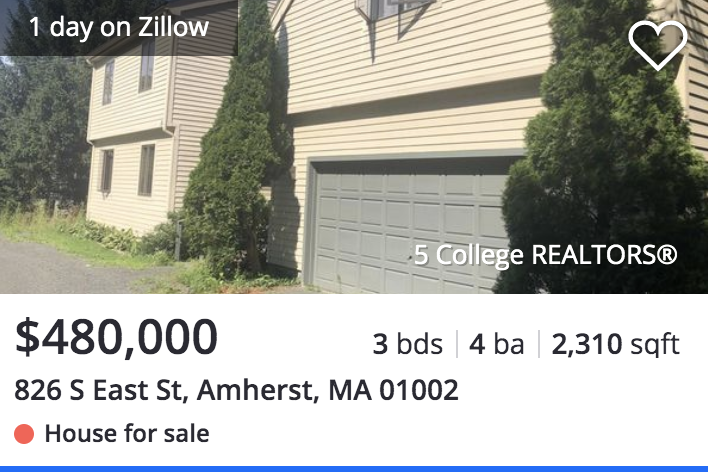 1 day on Zillow
5 College REALTORS®
$480,000
3 bds | 4 ba | 2,310 sqft
826 S East St, Amherst, MA 01002
House for sale